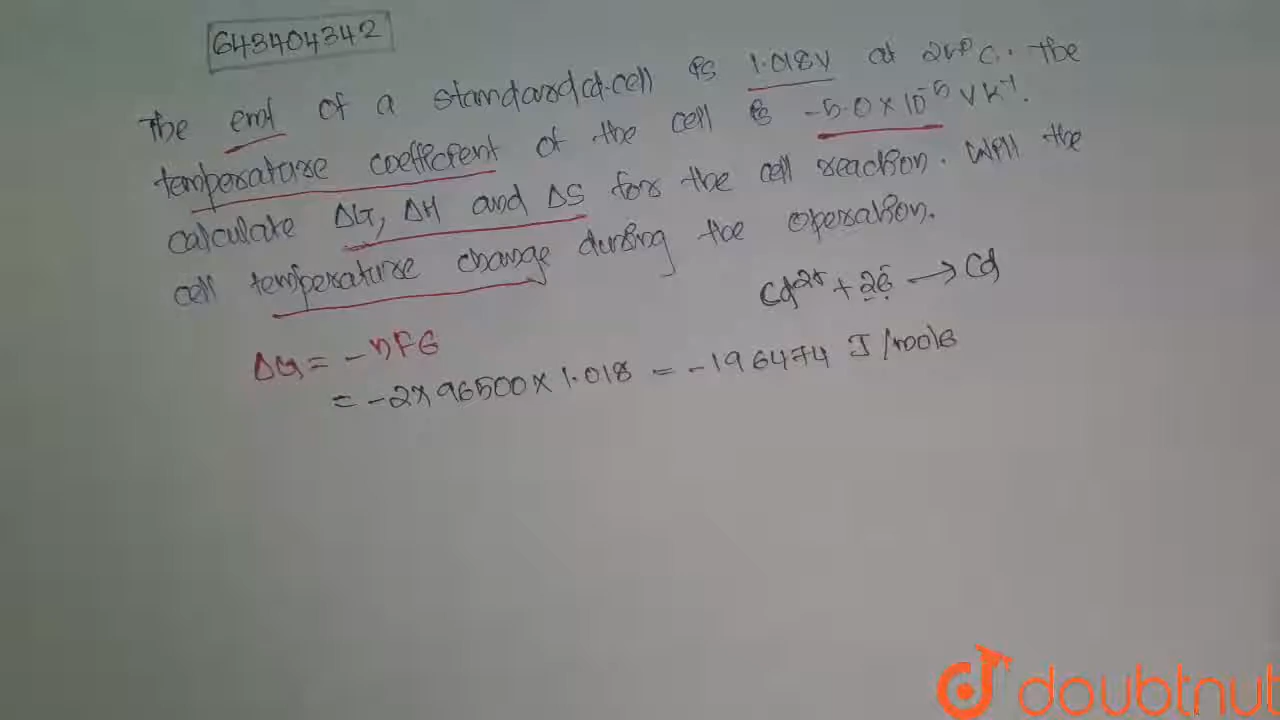 643404342
The emf of a standard cd.cell is 1.018V at 25°C. The
temperature coefficient of the cell is -5.0×10⁻⁵ V K⁻¹.
calculate ΔG, ΔH and ΔS for the cell reaction. Will the
cell temperature change during the operation.
Cd²⁺ + 2e → Cd
ΔG = -nFE
= -2×96500×1.018 = -196474 J/mole
doubtnut